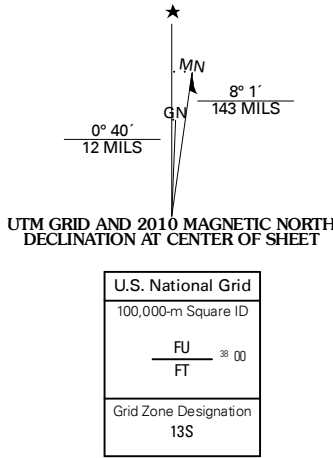 MN
GN
8° 1´
143 MILS
0° 40´
12 MILS
UTM GRID AND 2010 MAGNETIC NORTH
DECLINATION AT CENTER OF SHEET
U.S. National Grid
100,000-m Square ID
FU
38 00
FT
Grid Zone Designation
13S